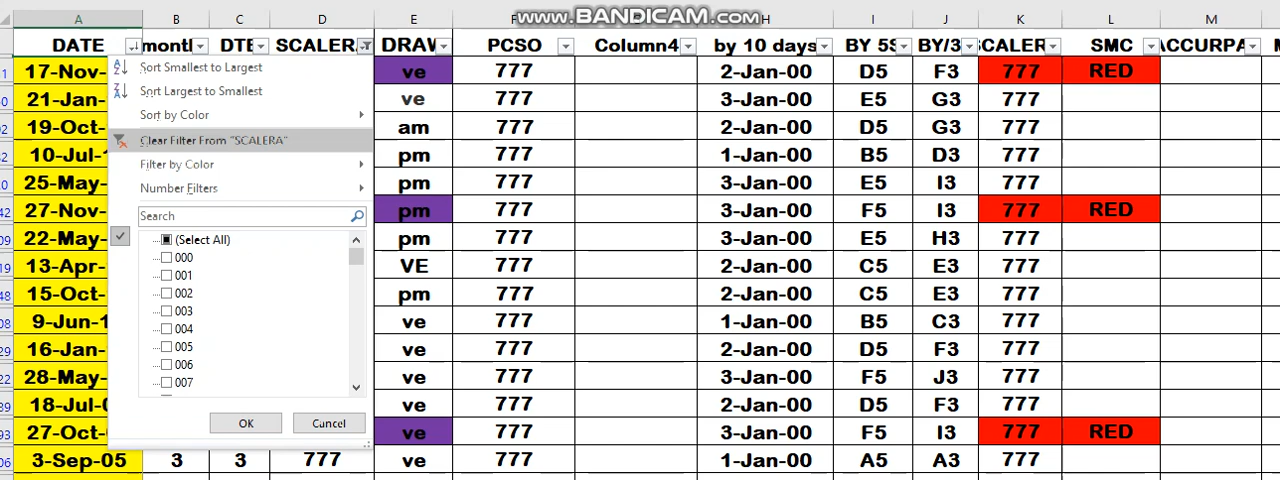 www.BANDICAM.com
A B C D E F H I J K L M
DATE month DTE SCALERA DRAW PCSO Column4 by 10 days BY 5S BY/3 SCALER SMC ACCURPA
17-Nov- ve 777 2-Jan-00 D5 F3 777 RED
21-Jan- ve 777 3-Jan-00 E5 G3 777
19-Oct- am 777 2-Jan-00 D5 G3 777
10-Jul-1 pm 777 1-Jan-00 B5 D3 777
25-May- pm 777 3-Jan-00 E5 I3 777
27-Nov- pm 777 3-Jan-00 F5 I3 777 RED
22-May- pm 777 3-Jan-00 E5 H3 777
13-Apr- VE 777 2-Jan-00 C5 E3 777
15-Oct- pm 777 2-Jan-00 C5 E3 777
9-Jun-1 ve 777 1-Jan-00 B5 C3 777
16-Jan- ve 777 2-Jan-00 D5 F3 777
28-May- ve 777 3-Jan-00 E5 J3 777
18-Jul-0 ve 777 2-Jan-00 D5 F3 777
27-Oct- ve 777 3-Jan-00 F5 I3 777 RED
3-Sep-05 3 3 777 ve 777 1-Jan-00 A5 A3 777
Sort Smallest to Largest
Sort Largest to Smallest
Sort by Color
Clear Filter From "SCALERA"
Filter by Color
Number Filters
Search
(Select All)
000
001
002
003
004
005
006
007
OK Cancel